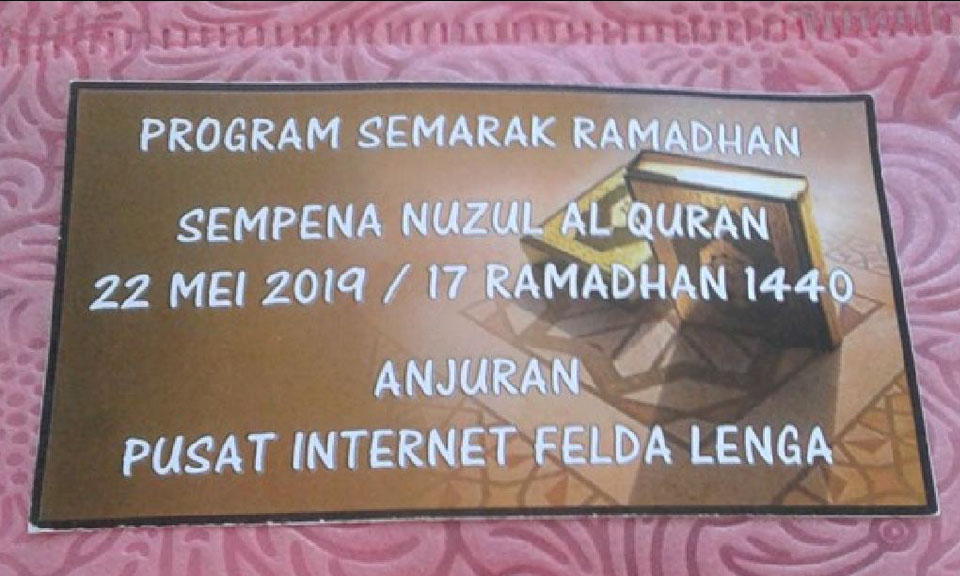 PROGRAM SEMARAK RAMADHAN
SEMPENA NUZUL AL QURAN
22 MEI 2019 / 17 RAMADHAN 1440
ANJURAN
PUSAT INTERNET FELDA LENGA